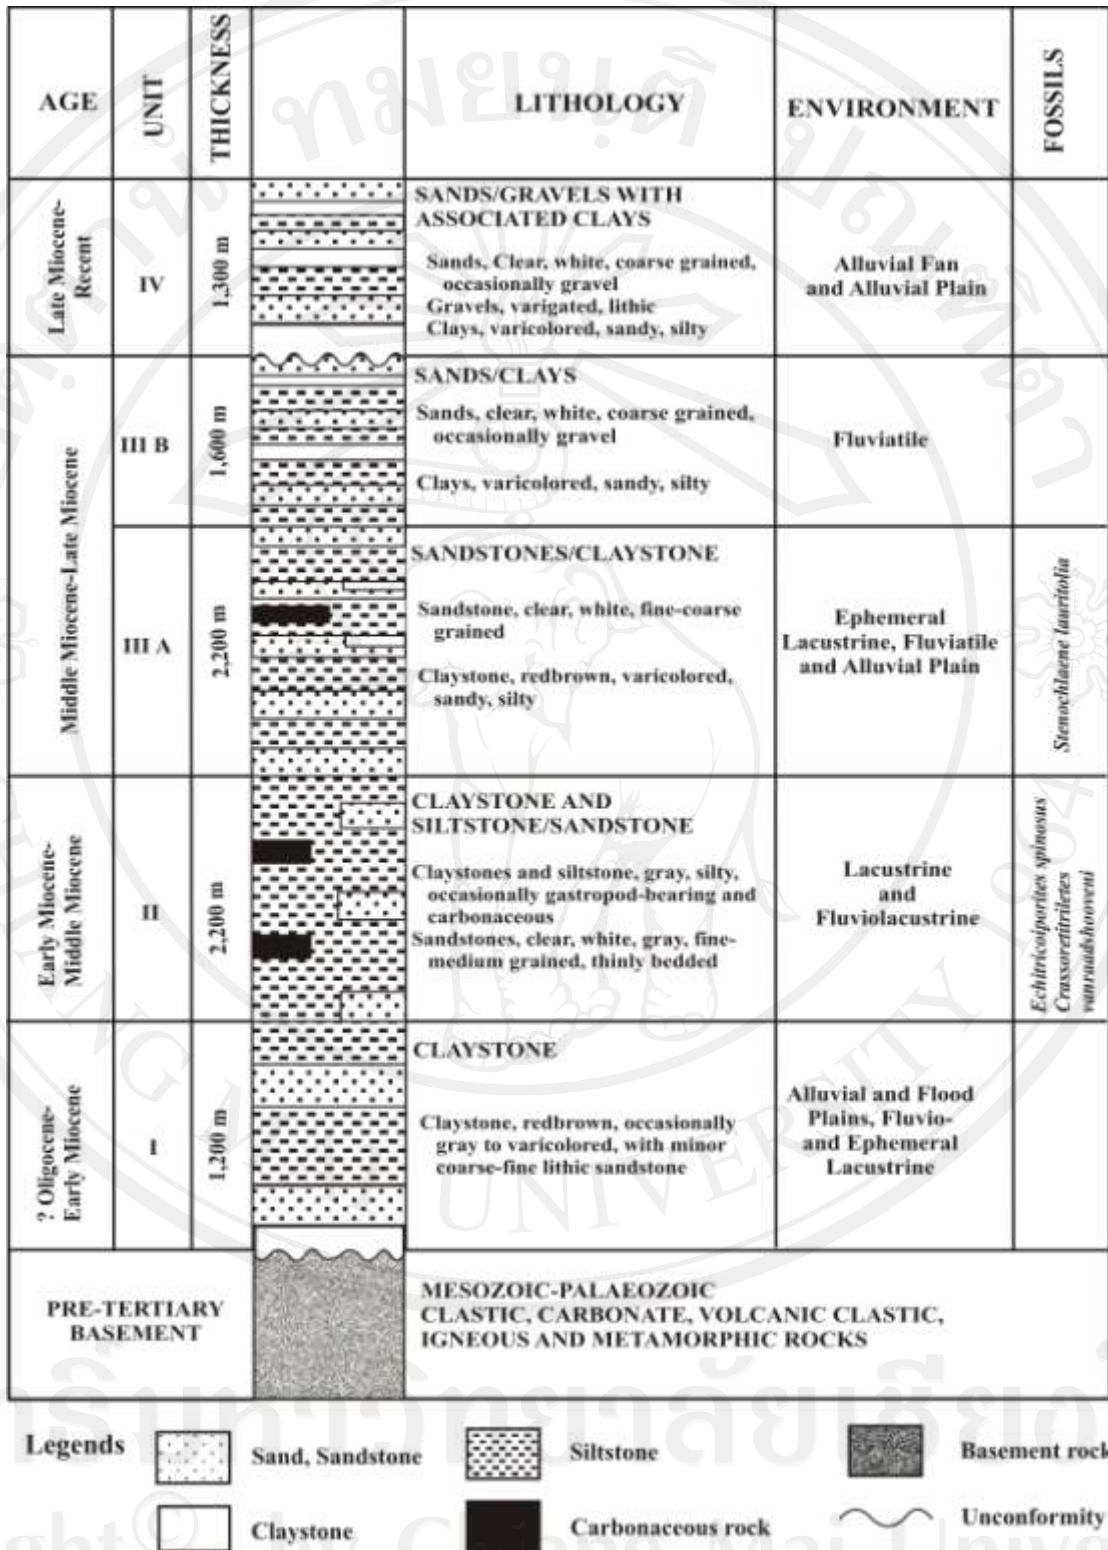 AGE
UNIT
THICKNESS
LITHOLOGY
ENVIRONMENT
FOSSILS
Late Miocene-
Recent
IV
1,300 m
SANDS/GRAVELS WITH
ASSOCIATED CLAYS
Sands, Clear, white, coarse grained,
occasionally gravel
Gravels, varigated, lithic
Clays, varicolored, sandy, silty
Alluvial Fan
and Alluvial Plain
Middle Miocene-Late Miocene
III B
1,600 m
SANDS/CLAYS
Sands, clear, white, coarse grained,
occasionally gravel
Clays, varicolored, sandy, silty
Fluviatile
III A
2,200 m
SANDSTONES/CLAYSTONE
Sandstone, clear, white, fine-coarse
grained
Claystone, redbrown, varicolored,
sandy, silty
Ephemeral
Lacustrine, Fluviatile
and Alluvial Plain
Stenochlaene lauritolia
Early Miocene-
Middle Miocene
II
2,200 m
CLAYSTONE AND
SILTSTONE/SANDSTONE
Claystones and siltstone, gray, silty,
occasionally gastropod-bearing and
carbonaceous
Sandstones, clear, white, gray, fine-
medium grained, thinly bedded
Lacustrine
and
Fluviolacustrine
Echitricoiporites spinosus
Crassoretitriletes
vanraadshooveni
? Oligocene-
Early Miocene
I
1,200 m
CLAYSTONE
Claystone, redbrown, occasionally
gray to varicolored, with minor
coarse-fine lithic sandstone
Alluvial and Flood
Plains, Fluvio-
and Ephemeral
Lacustrine
PRE-TERTIARY
BASEMENT
MESOZOIC-PALAEOZOIC
CLASTIC, CARBONATE, VOLCANIC CLASTIC,
IGNEOUS AND METAMORPHIC ROCKS
Legends
Sand, Sandstone
Siltstone
Basement rock
Claystone
Carbonaceous rock
Unconformity
UNIVERSITY 1964